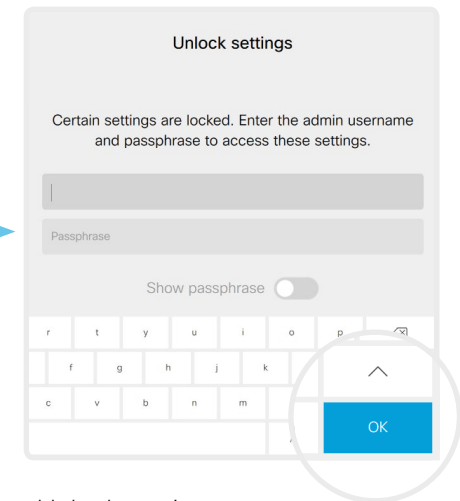 Unlock settings
Certain settings are locked. Enter the admin username
and passphrase to access these settings.
Passphrase
Show passphrase
r t y u i o p
f g h j k
c v b n m
OK